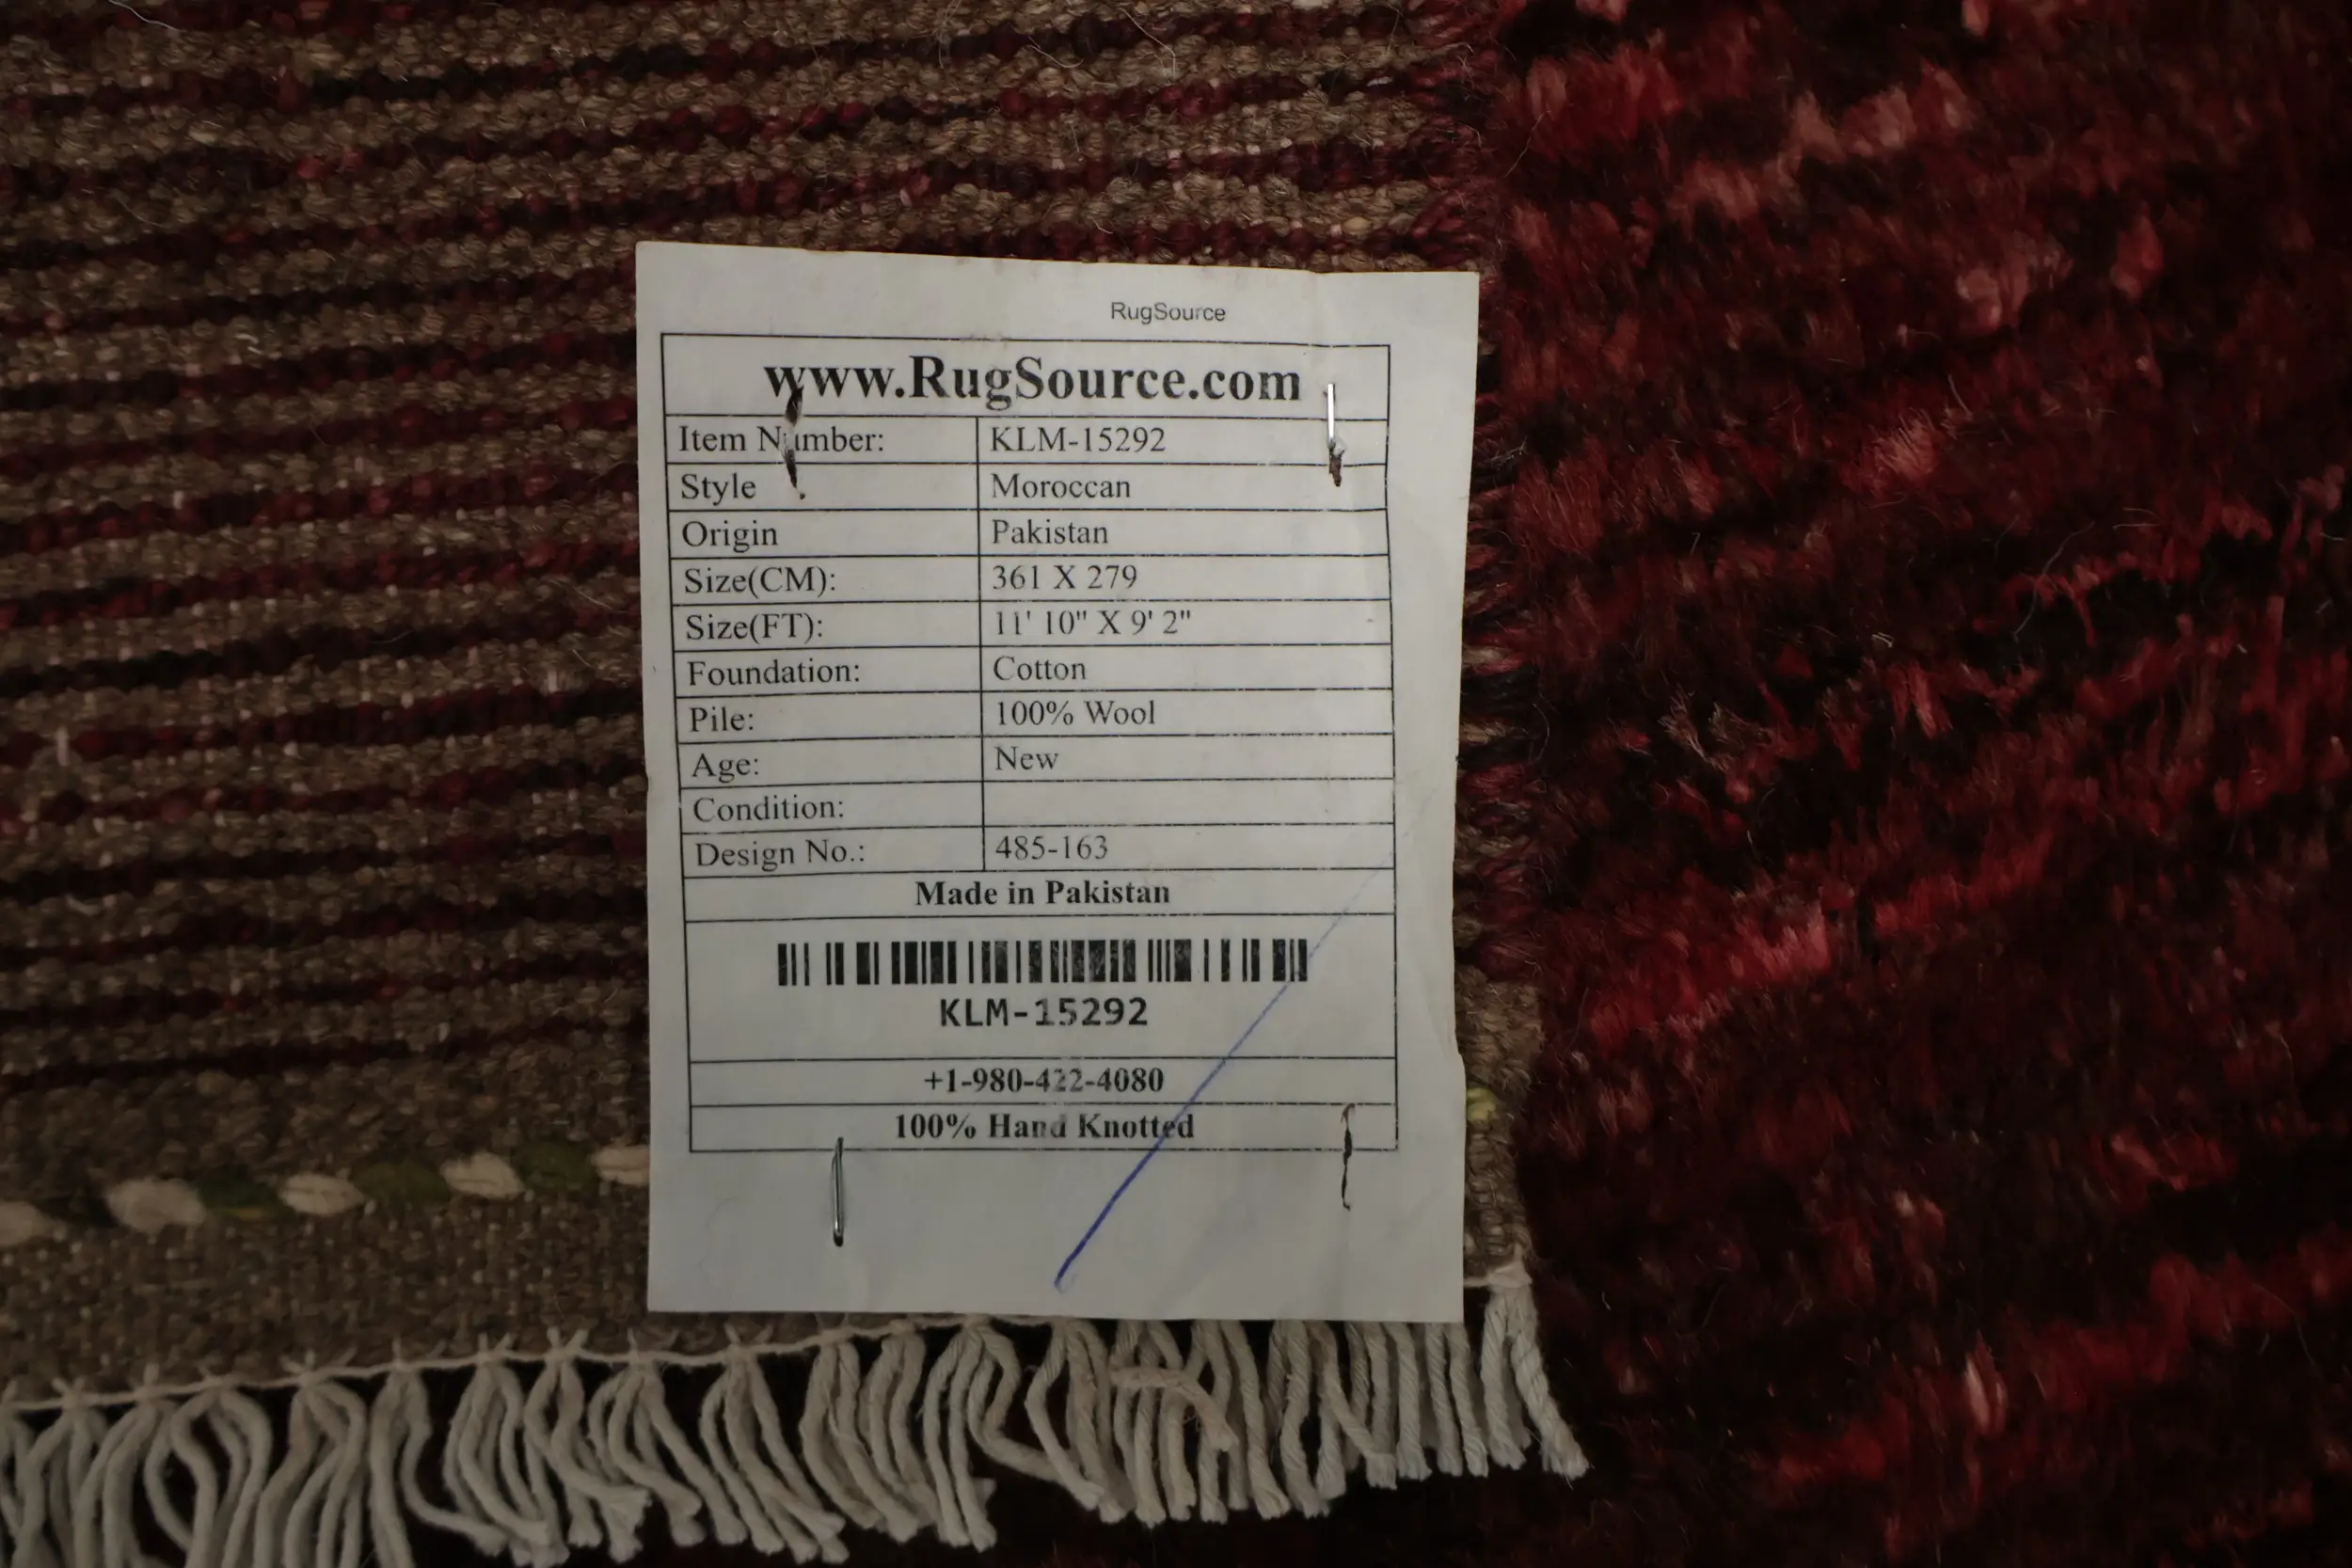 RugSource
www.RugSource.com
Item Number: KLM-15292
Style Moroccan
Origin Pakistan
Size(CM): 361 X 279
Size(FT): 11' 10" X 9' 2"
Foundation: Cotton
Pile: 100% Wool
Age: New
Condition:
Design No.: 485-163
Made in Pakistan
KLM-15292
+1-980-422-4080
100% Hand Knotted